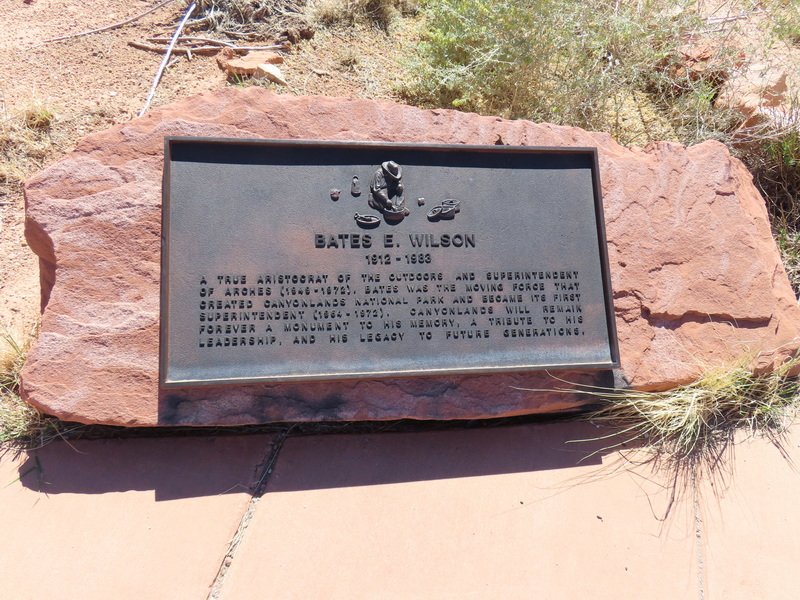 BATES E. WILSON
1912 - 1983
A TRUE ARISTOCRAT OF THE OUTDOORS AND SUPERINTENDENT
OF ARCHES (1949-1972), BATES WAS THE MOVING FORCE THAT
CREATED CANYONLANDS NATIONAL PARK AND BECAME ITS FIRST
SUPERINTENDENT (1964-1972). CANYONLANDS WILL REMAIN
FOREVER A MONUMENT TO HIS MEMORY, A TRIBUTE TO HIS
LEADERSHIP, AND HIS LEGACY TO FUTURE GENERATIONS.